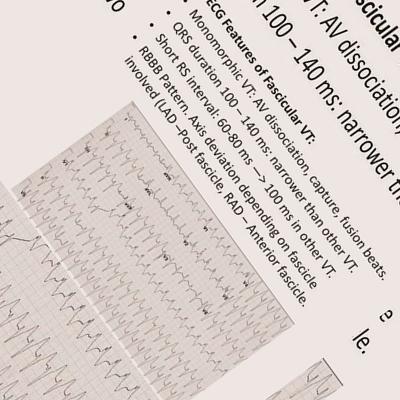 wo
scicular
VT: AV dissociation,
100 – 140 ms: narrower th
ECG Features of Fascicular VT:
• Monomorphic VT: AV dissociation, capture, fusion beats.
• QRS duration 100 – 140 ms: narrower than other VT.
• Short RS interval: 60-80 ms —> 100 ms in other VT.
• RBBB Pattern. Axis deviation depending on fascicle
involved (LAD –Post fascicle, RAD – Anterior fascicle.
e
le.